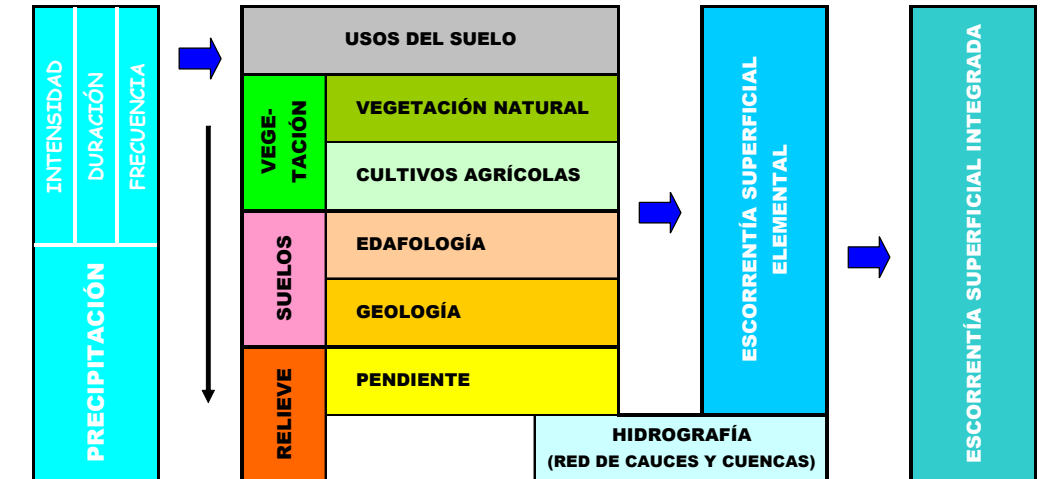 INTENSIDAD
DURACIÓN
FRECUENCIA
PRECIPITACIÓN
USOS DEL SUELO
VEGE-
TACIÓN
VEGETACIÓN NATURAL
CULTIVOS AGRÍCOLAS
SUELOS
EDAFOLOGÍA
GEOLOGÍA
RELIEVE
PENDIENTE
HIDROGRAFÍA
(RED DE CAUCES Y CUENCAS)
ESCORRENTÍA SUPERFICIAL
ELEMENTAL
ESCORRENTÍA SUPERFICIAL INTEGRADA